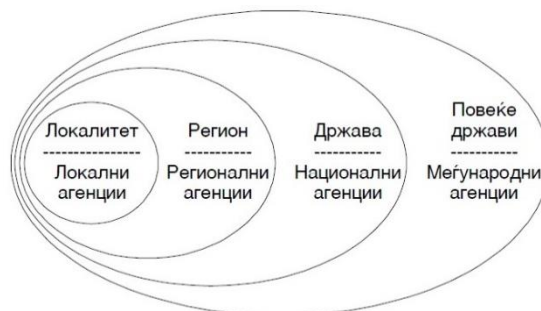 Локалитет
----------------
Локални
агенции
Регион
-----------
Регионални
агенции
Држава
-----------
Национални
агенции
Повеќе
држави
-----------
Меѓународни
агенции